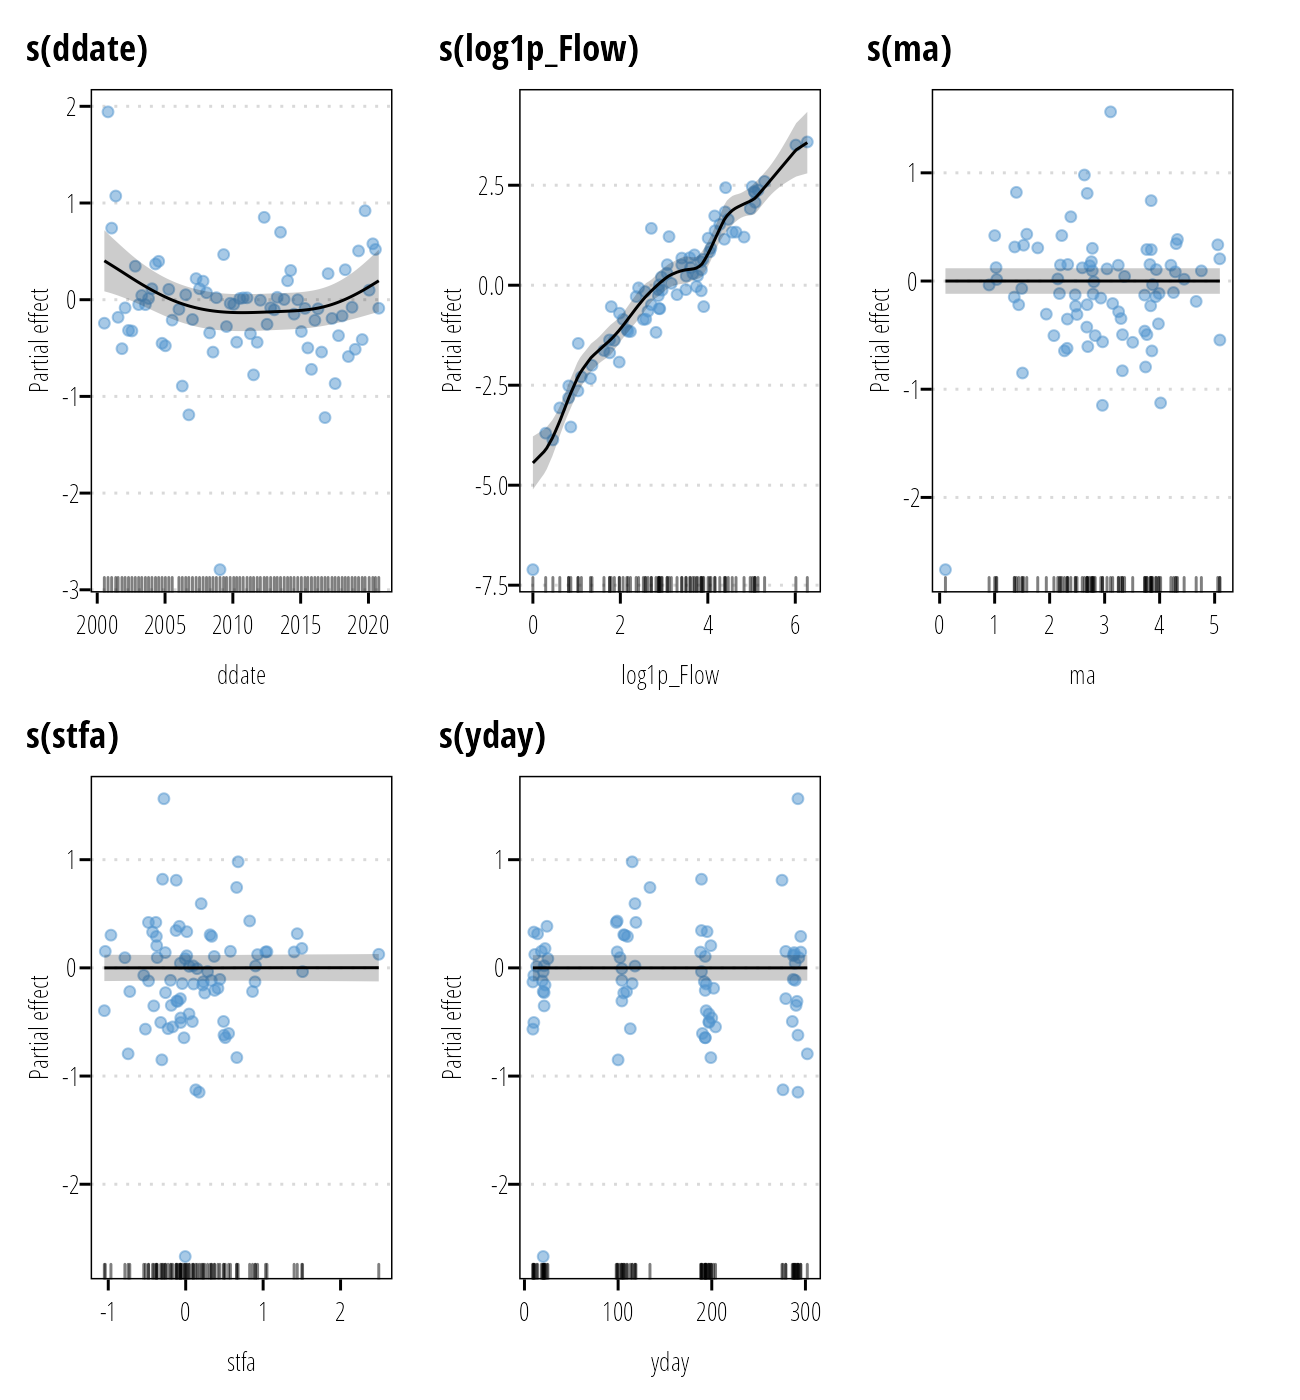 s(ddate)
Partial effect
2
1
0
-1
-2
-3
2000 2005 2010 2015 2020
ddate
s(log1p_Flow)
Partial effect
2.5
0.0
-2.5
-5.0
-7.5
0 2 4 6
log1p_Flow
s(ma)
Partial effect
1
0
-1
-2
0 1 2 3 4 5
ma
s(stfa)
Partial effect
1
0
-1
-2
-1 0 1 2
stfa
s(yday)
Partial effect
1
0
-1
-2
0 100 200 300
yday